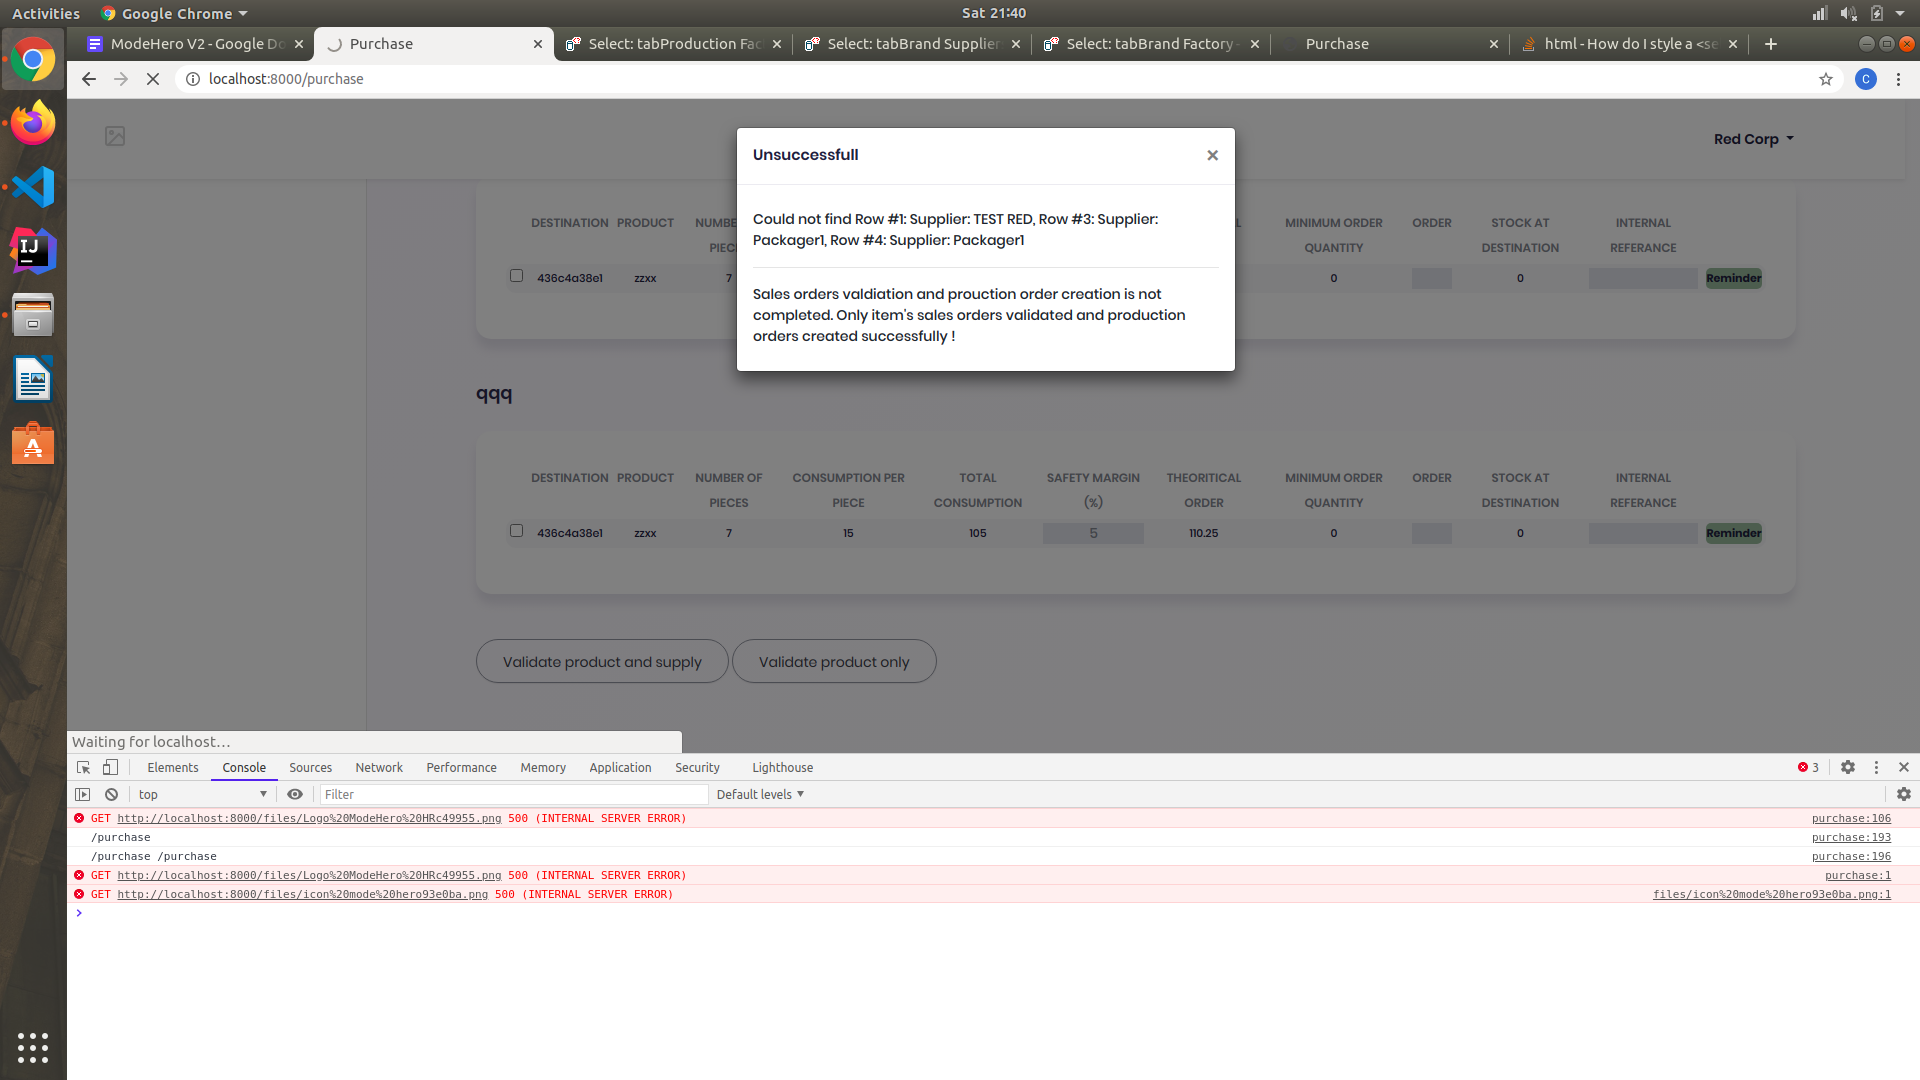 Activities
Google Chrome
Sat 21:40
ModeHero V2 - Google Do
Purchase
Select: tabProduction Fac
Select: tabBrand Supplier
Select: tabBrand Factory -
Purchase
html - How do I style a <se
localhost:8000/purchase
C
Red Corp
Unsuccessfull
×
Could not find Row #1: Supplier: TEST RED, Row #3: Supplier:
Packager1, Row #4: Supplier: Packager1
Sales orders valdiation and prouction order creation is not
completed. Only item's sales orders validated and production
orders created successfully !
DESTINATION PRODUCT NUMBE L MINIMUM ORDER ORDER STOCK AT INTERNAL
PIEC QUANTITY DESTINATION REFERANCE
436c4a38e1 zzxx 7 0 0 Reminder
qqq
DESTINATION PRODUCT NUMBER OF CONSUMPTION PER TOTAL SAFETY MARGIN THEORITICAL MINIMUM ORDER ORDER STOCK AT INTERNAL
PIECES PIECE CONSUMPTION (%) ORDER QUANTITY DESTINATION REFERANCE
436c4a38e1 zzxx 7 15 105 5 110.25 0 0 Reminder
Validate product and supply
Validate product only
Waiting for localhost…
Elements Console Sources Network Performance Memory Application Security Lighthouse 3
top Filter Default levels
GET http://localhost:8000/files/Logo%20ModeHero%20HRc49955.png 500 (INTERNAL SERVER ERROR) purchase:106
/purchase purchase:193
/purchase /purchase purchase:196
GET http://localhost:8000/files/Logo%20ModeHero%20HRc49955.png 500 (INTERNAL SERVER ERROR) purchase:1
GET http://localhost:8000/files/icon%20mode%20hero93e0ba.png 500 (INTERNAL SERVER ERROR) files/icon%20mode%20hero93e0ba.png:1